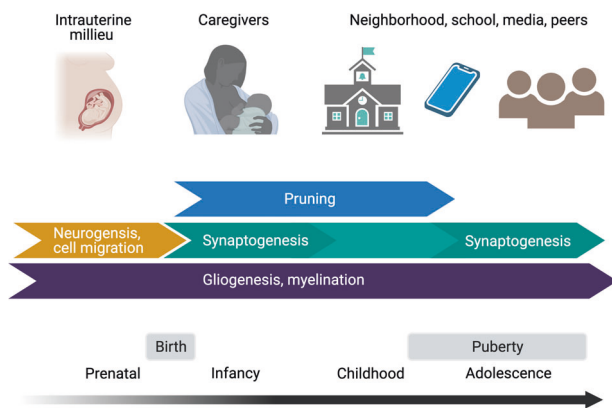 Intrauterine
millieu
Caregivers
Neighborhood, school, media, peers
Pruning
Neurogensis,
cell migration
Synaptogenesis
Synaptogenesis
Gliogenesis, myelination
Birth
Puberty
Prenatal
Infancy
Childhood
Adolescence